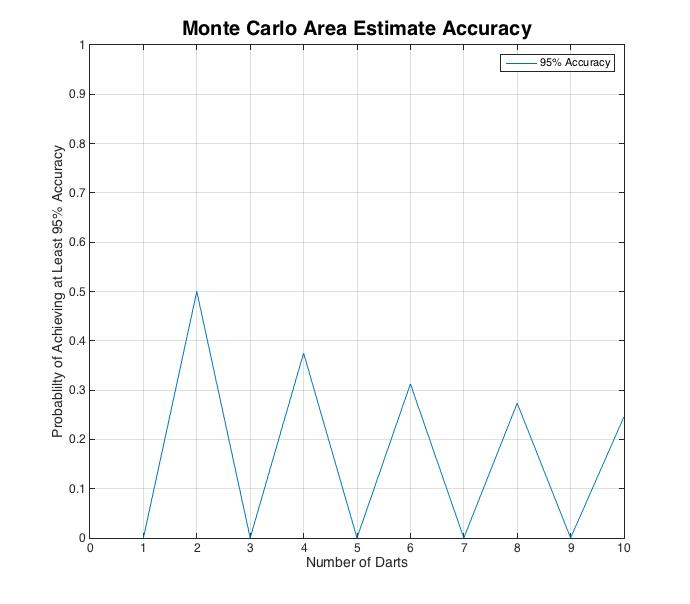 Monte Carlo Area Estimate Accuracy
95% Accuracy
Probablilty of Achieving at Least 95% Accuracy
1
0.9
0.8
0.7
0.6
0.5
0.4
0.3
0.2
0.1
0
0 1 2 3 4 5 6 7 8 9 10
Number of Darts